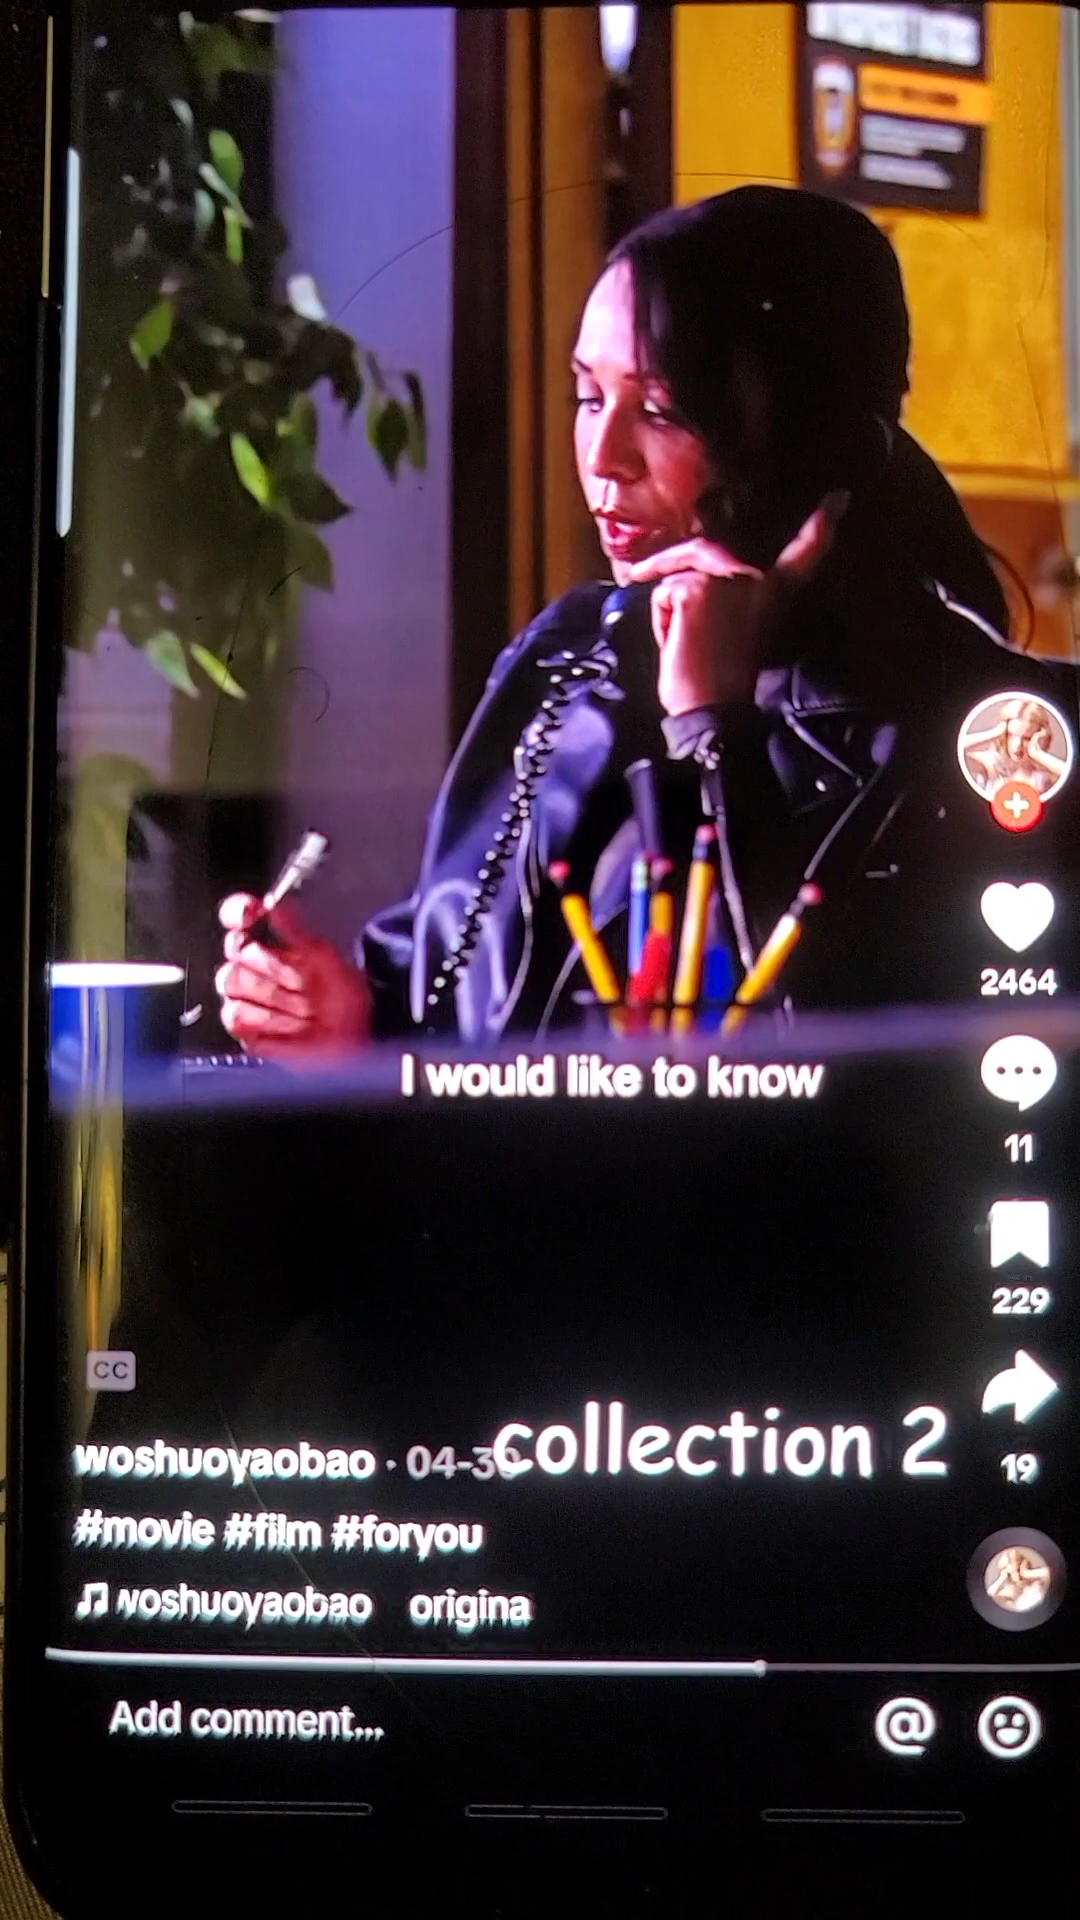 I would like to know
2464
11
229
19
CC
collection 2
woshuoyaobao · 04-30
#movie #film #foryou
woshuoyaobao origina
Add comment...
@